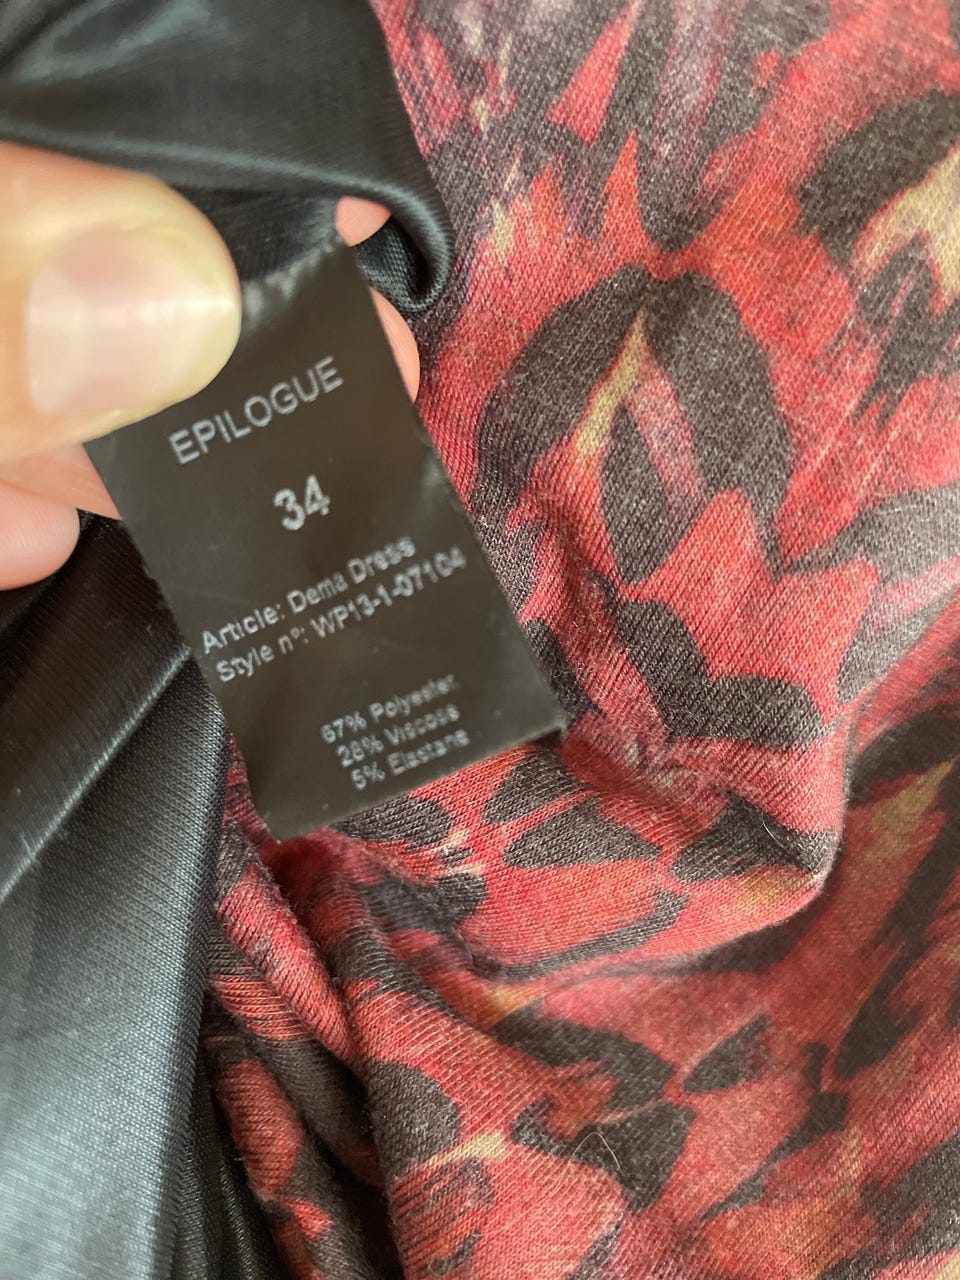 EPILOGUE
34
Article: Dema Dress
Style n°: WP13-1-07104
67% Polyester
28% Viscose
5% Elastane